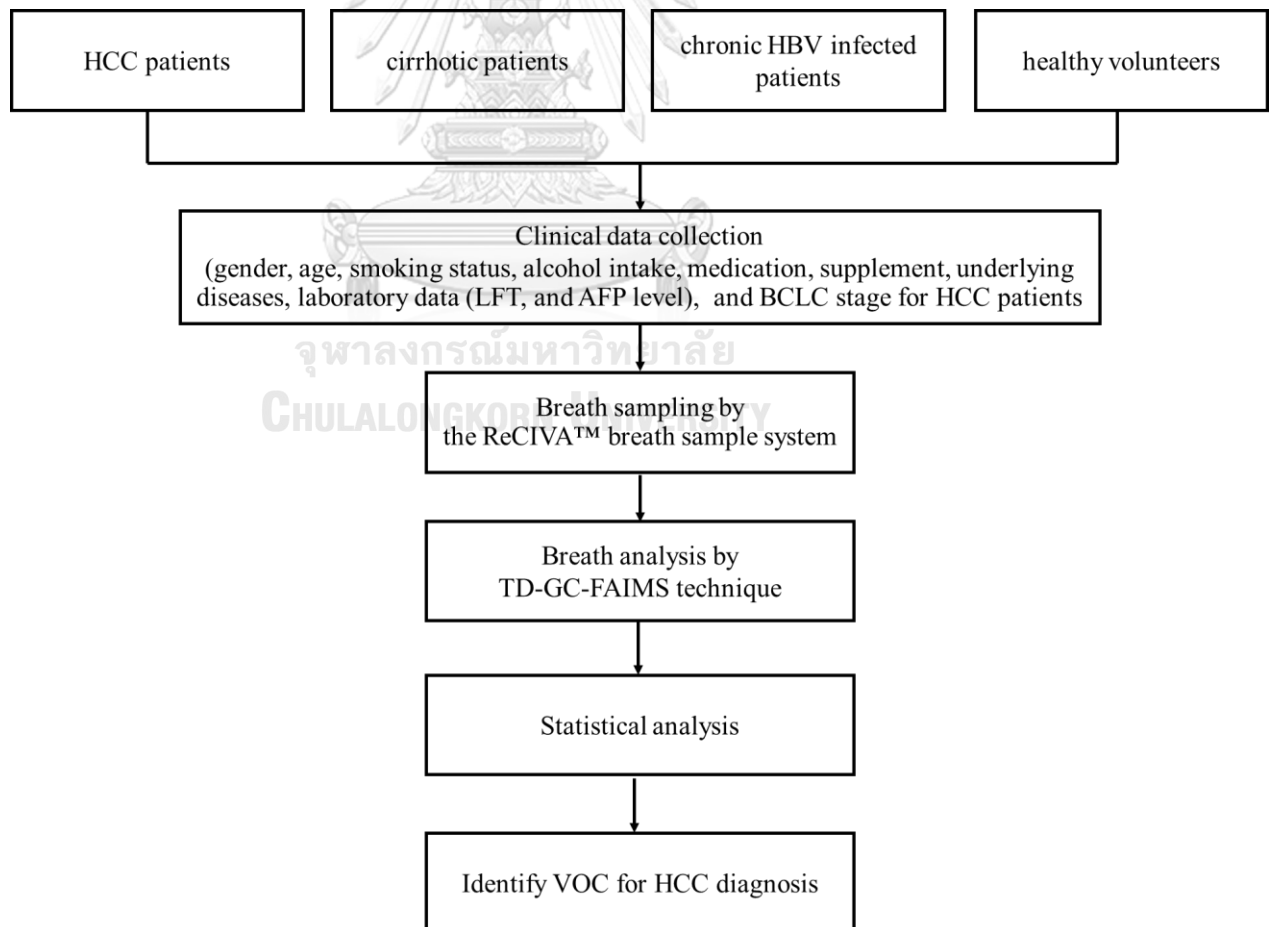 HCC patients
cirrhotic patients
chronic HBV infected
patients
healthy volunteers
Clinical data collection
(gender, age, smoking status, alcohol intake, medication, supplement, underlying
diseases, laboratory data (LFT, and AFP level),  and BCLC stage for HCC patients
จุฬาลงกรณ์มหาวิทยาลัย
CHULALONGKORN UNIVERSITY
Breath sampling by
the ReCIVA™ breath sample system
Breath analysis by
TD-GC-FAIMS technique
Statistical analysis
Identify VOC for HCC diagnosis